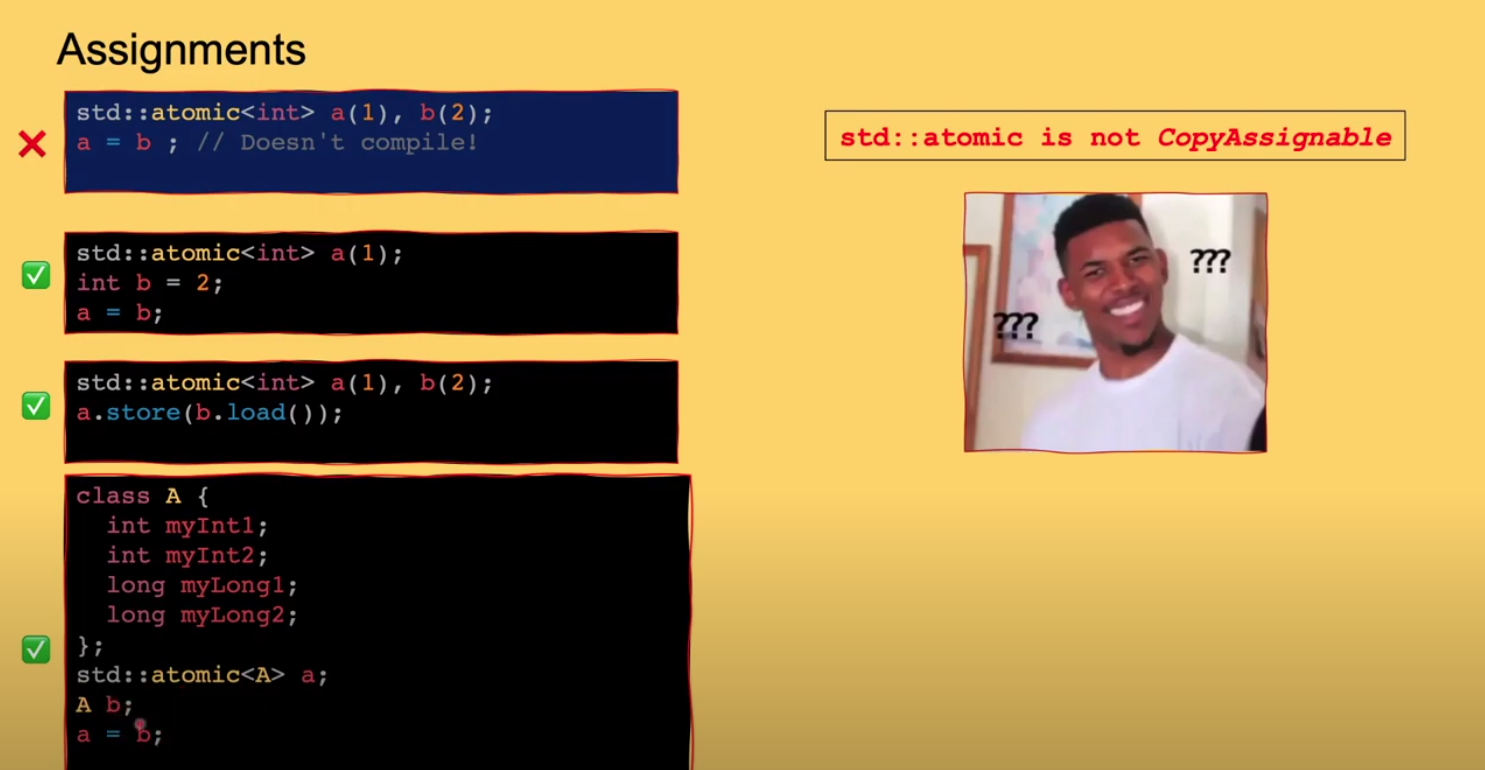 Assignments
std::atomic<int> a(1), b(2);
a = b ; // Doesn't compile!
std::atomic<int> a(1);
int b = 2;
a = b;
std::atomic<int> a(1), b(2);
a.store(b.load());
class A {
int myInt1;
int myInt2;
long myLong1;
long myLong2;
};
std::atomic<A> a;
A b;
a = b;
std::atomic is not CopyAssignable
???
???